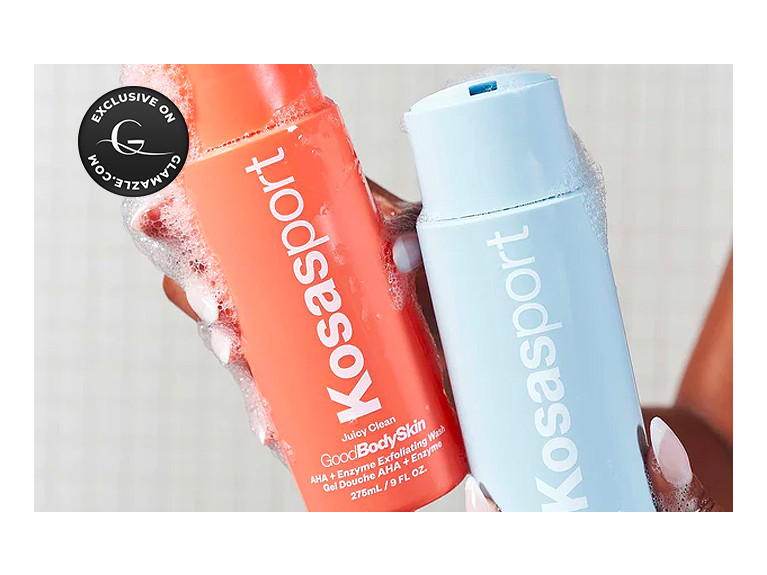 EXCLUSIVE ON
G
GLAMAZLE.COM
Kosasport
Juicy Clean
GoodBodySkin
AHA + Enzyme Exfoliating Wash
Gel Douche AHA + Enzyme
275mL / 9 FL OZ.
Kosasport